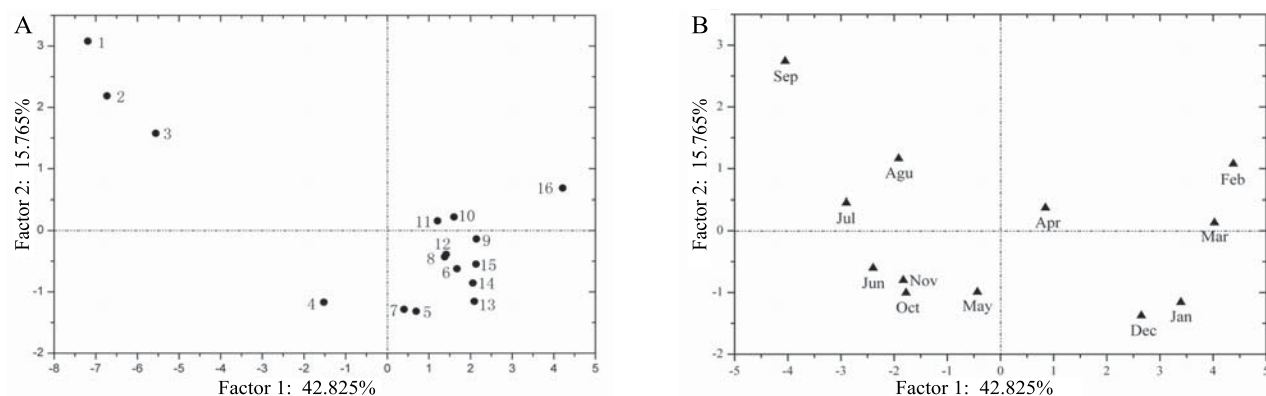 A
3
2
1
0
-1
-2
-8 -7 -6 -5 -4 -3 -2 -1 0 1 2 3 4 5
Factor 1: 42.825%
Factor 2: 15.765%
1
2
3
16
11 10
12 9
8 15
6
14
4 7 5 13
B
3
2
1
0
-1
-2
-5 -4 -3 -2 -1 0 1 2 3 4 5
Factor 1: 42.825%
Factor 2: 15.765%
Sep
Agu
Feb
Jul
Apr
Mar
Jun Nov
Oct May
Jan
Dec